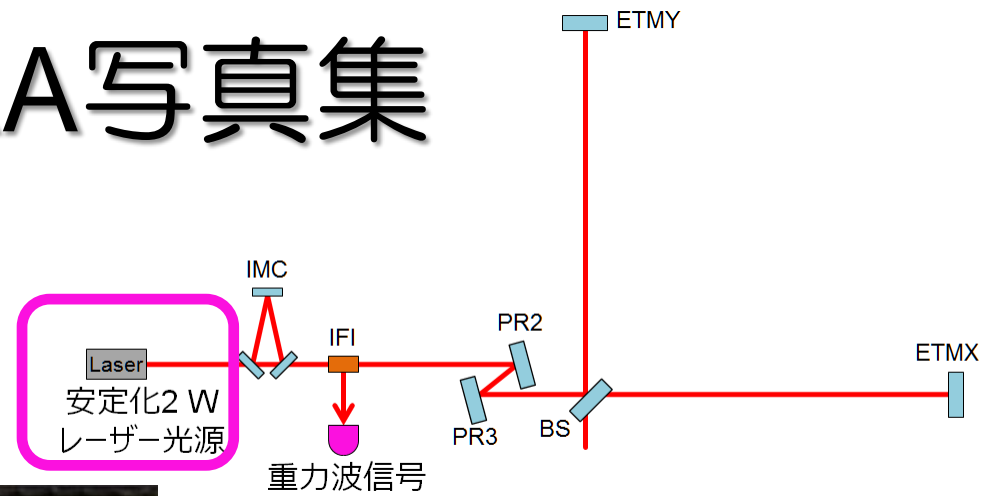 A写真集
ETMY
IMC
IFI
PR2
ETMX
Laser
安定化2 W
レーザー光源
PR3
BS
重力波信号